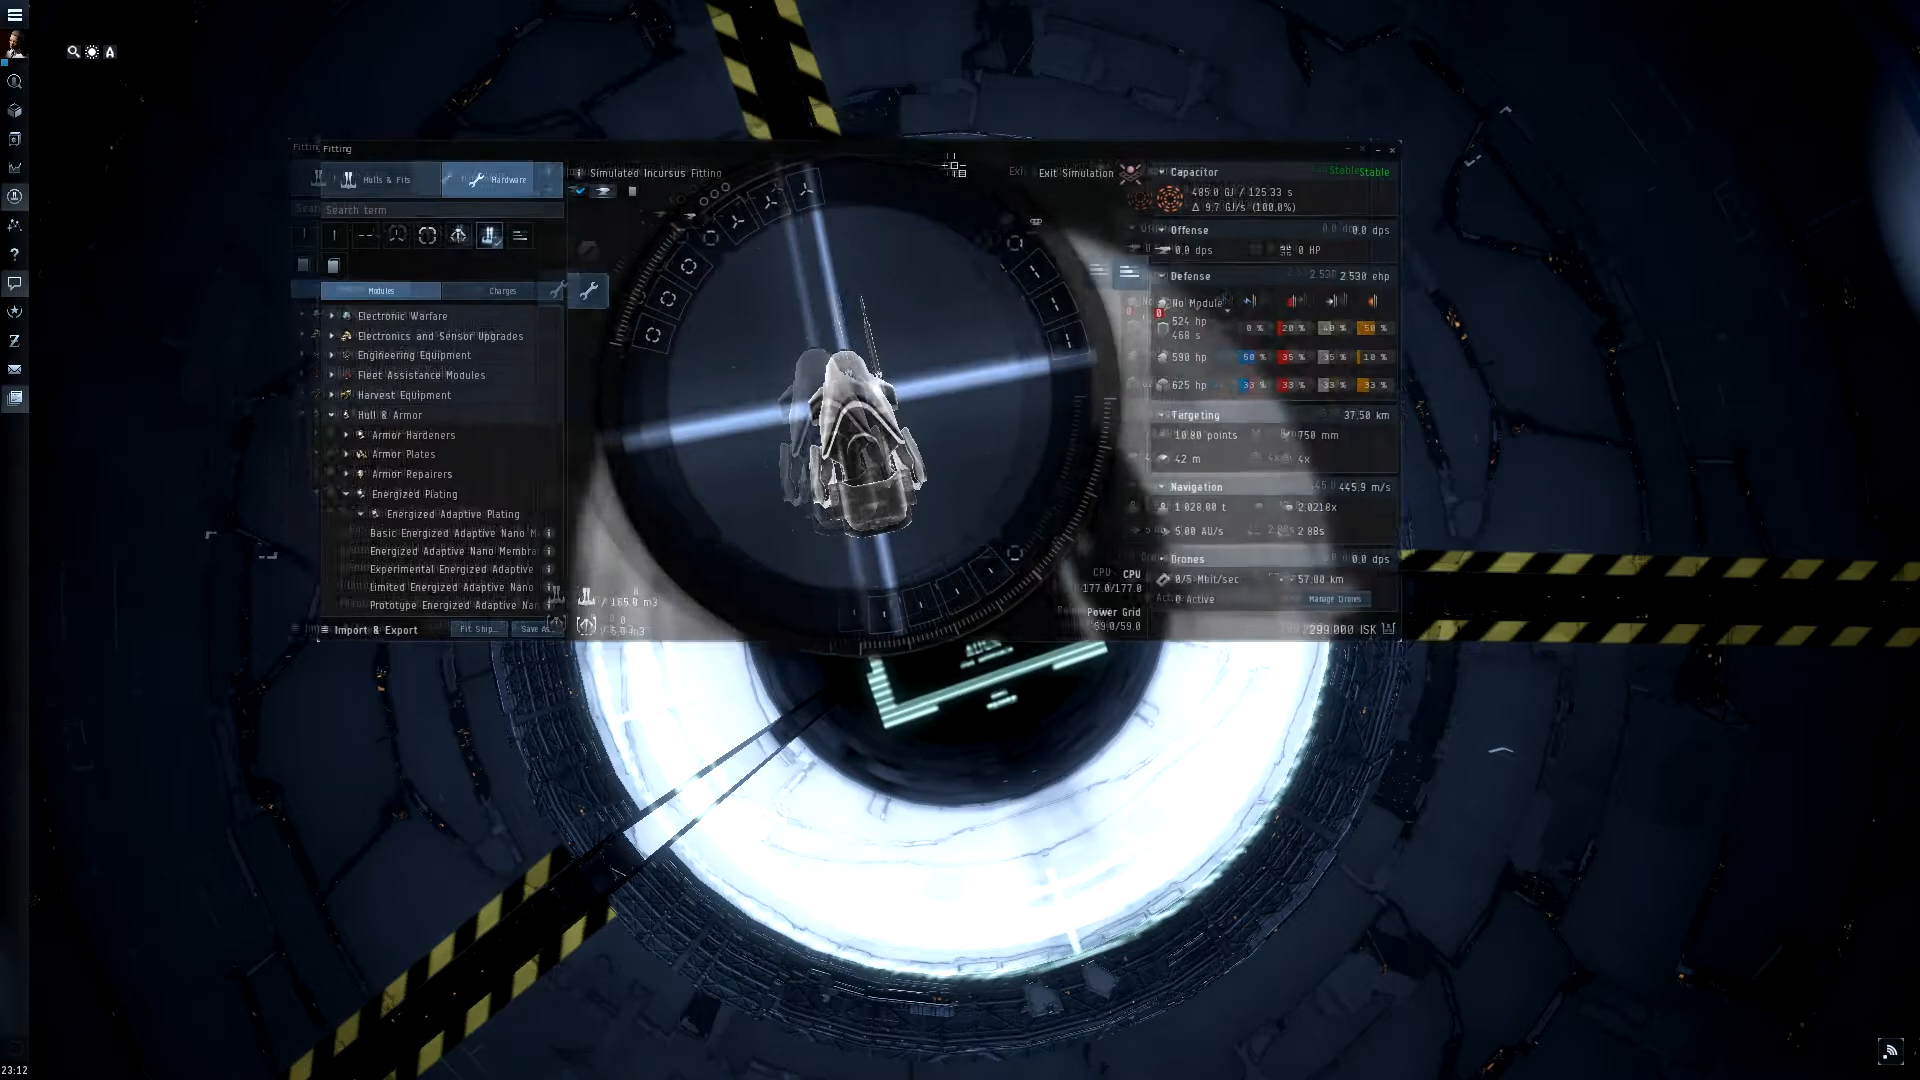 A
Fitting
Hulls & Fits
Hardware
Search term
Modules
Charges
Electronic Warfare
Electronics and Sensor Upgrades
Engineering Equipment
Fleet Assistance Modules
Harvest Equipment
Hull & Armor
Armor Hardeners
Armor Plates
Armor Repairers
Energized Plating
Energized Adaptive Plating
Basic Energized Adaptive Nano M
Energized Adaptive Nano Membra
Experimental Energized Adaptive
Limited Energized Adaptive Nano
Prototype Energized Adaptive Na
Import & Export
Fit Ship...
Save As
Simulated Incursus Fitting
Exit Simulation
CPU
177.0/177.0
Power Grid
59.0/59.0
Capacitor
Stable
485.0 GJ / 125.33 s
Δ 9.7 GJ/s (100.0%)
Offense
0.0 dps
0.0 dps
0 HP
Defense
2.530 ehp
No Module
524 hp
468 s
0 %
20 %
40 %
50 %
590 hp
50 %
35 %
35 %
10 %
625 hp
33 %
33 %
33 %
33 %
Targeting
37.50 km
10.80 points
750 mm
42 m
4x
Navigation
445.9 m/s
1 028.00 t
2.0218x
5.00 AU/s
2.88s
Drones
0.0 dps
0/5 Mbit/sec
57.00 km
0 Active
Manage Drones
299.000 ISK
23:12